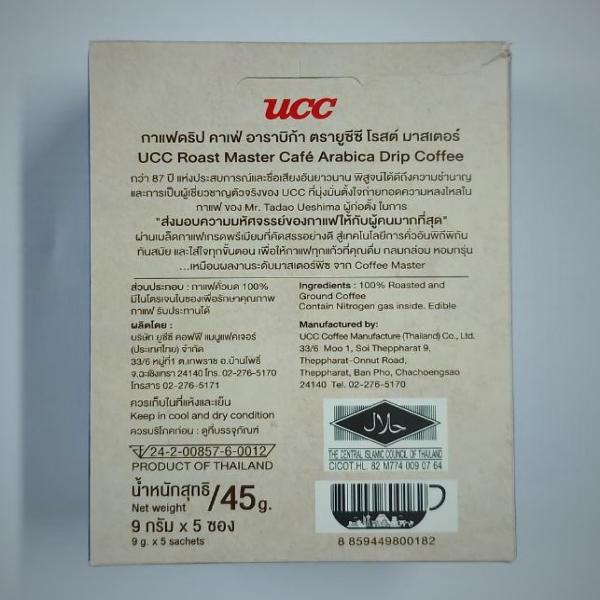 UCC
กาแฟดริป คาเฟ่ อาราบิก้า ตรายูซีซี โรสต์ มาสเตอร์
UCC Roast Master Café Arabica Drip Coffee
กว่า 87 ปี แห่งประสบการณ์และชื่อเสียงอันยาวนาน พิสูจน์ได้ดีถึงความชำนาญ
และการเป็นผู้เชี่ยวชาญตัวจริงของ UCC ที่มุ่งมั่นตั้งใจถ่ายทอดความหลงใหลใน
กาแฟ ของ Mr. Tadao Ueshima ผู้ก่อตั้ง ในการ
"ส่งมอบความมหัศจรรย์ของกาแฟให้กับผู้คนมากที่สุด"
ผ่านเมล็ดกาแฟเกรดพรีเมียมที่คัดสรรอย่างดี สู่เทคโนโลยีการคั่วอันพิถีพิถัน
ทันสมัย และใส่ใจทุกขั้นตอน เพื่อให้กาแฟทุกแก้วที่คุณดื่ม กลมกล่อม หอมกรุ่น
...เหมือนผลงานระดับมาสเตอร์พีซ จาก Coffee Master
ส่วนประกอบ : กาแฟคั่วบด 100%
มีไนโตรเจนในซองเพื่อรักษาคุณภาพ
กาแฟ รับประทานได้
ผลิตโดย :
บริษัท ยูซีซี คอฟฟี่ แมนูแฟคเจอร์
(ประเทศไทย) จำกัด
33/6 หมู่ที่1 ต.เทพราช อ.บ้านโพธิ์
จ.ฉะเชิงเทรา 24140 โทร. 02-276-5170
โทรสาร 02-276-5171
ควรเก็บในที่แห้งและเย็น
Keep in cool and dry condition
ควรบริโภคก่อน : ดูที่บรรจุภัณฑ์
24-2-00857-6-0012
PRODUCT OF THAILAND
น้ำหนักสุทธิ
Net weight /45g.
9 กรัม x 5 ซอง
9 g. x 5 sachets
Ingredients : 100% Roasted and
Ground Coffee
Contain Nitrogen gas inside. Edible
Manufactured by:
UCC Coffee Manufacture (Thailand) Co., Ltd.
33/6 Moo 1, Soi Theppharat 9,
Theppharat-Onnut Road,
Theppharat, Ban Pho, Chachoengsao
24140 Tel. 02-276-5170
حلال
THE CENTRAL ISLAMIC COUNCIL OF THAILAND
CICOT.HL. 82 M774 009 07 64
8 859449800182